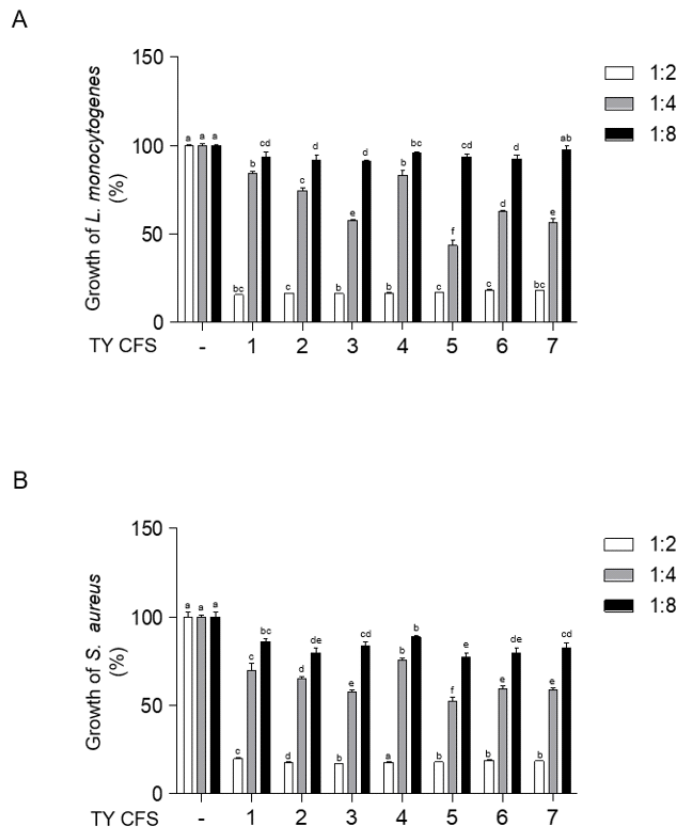 A
Growth of L. monocytogenes
(%)
150
100
50
0
a a a
bc b cd
c c d
b e d
b b bc
c f cd
c d d
bc e ab
TY CFS - 1 2 3 4 5 6 7
1:2
1:4
1:8
B
Growth of S. aureus
(%)
150
100
50
0
a a a
c c bc
d d de
b e cd
a b b
b f e
b e de
b e cd
TY CFS - 1 2 3 4 5 6 7
1:2
1:4
1:8